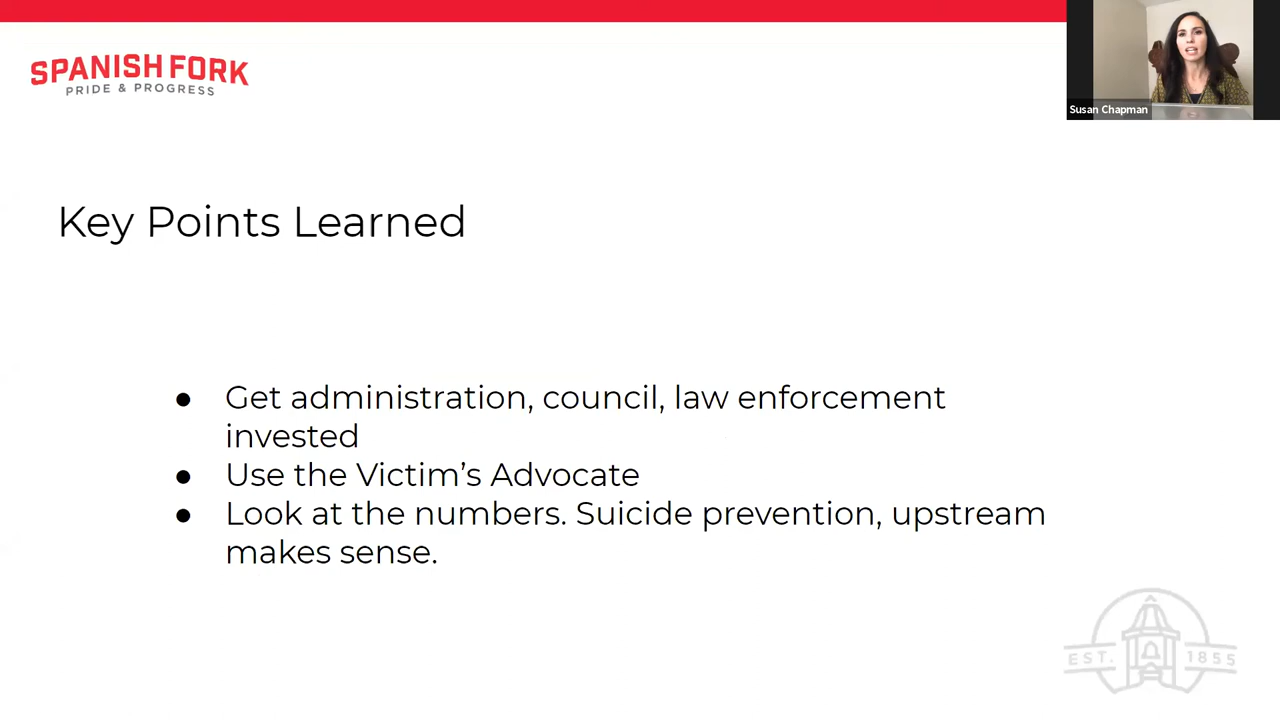 SPANISH FORK
PRIDE & PROGRESS
Susan Chapman
Key Points Learned
● Get administration, council, law enforcement
invested
● Use the Victim’s Advocate
● Look at the numbers. Suicide prevention, upstream
makes sense.
EST. 1855